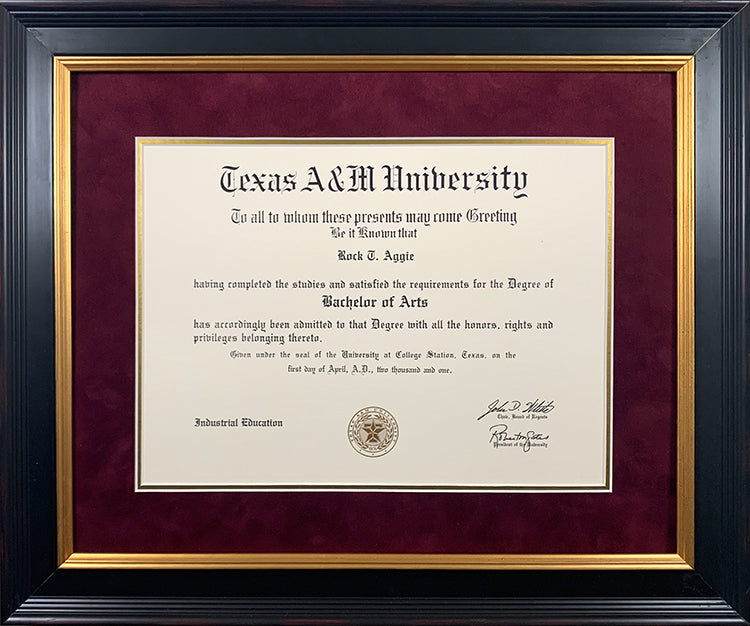 Texas A&M University
To all to whom these presents may come Greeting
Be it Known that
Rock T. Aggie
having completed the studies and satisfied the requirements for the Degree of
Bachelor of Arts
has accordingly been admitted to that Degree with all the honors, rights and
privileges belonging thereto.
Given under the seal of the University at College Station, Texas, on the
first day of April, A.D., two thousand and one.
Industrial Education
John D. White
Chair, Board of Regents
Robert M Gates
President of the University